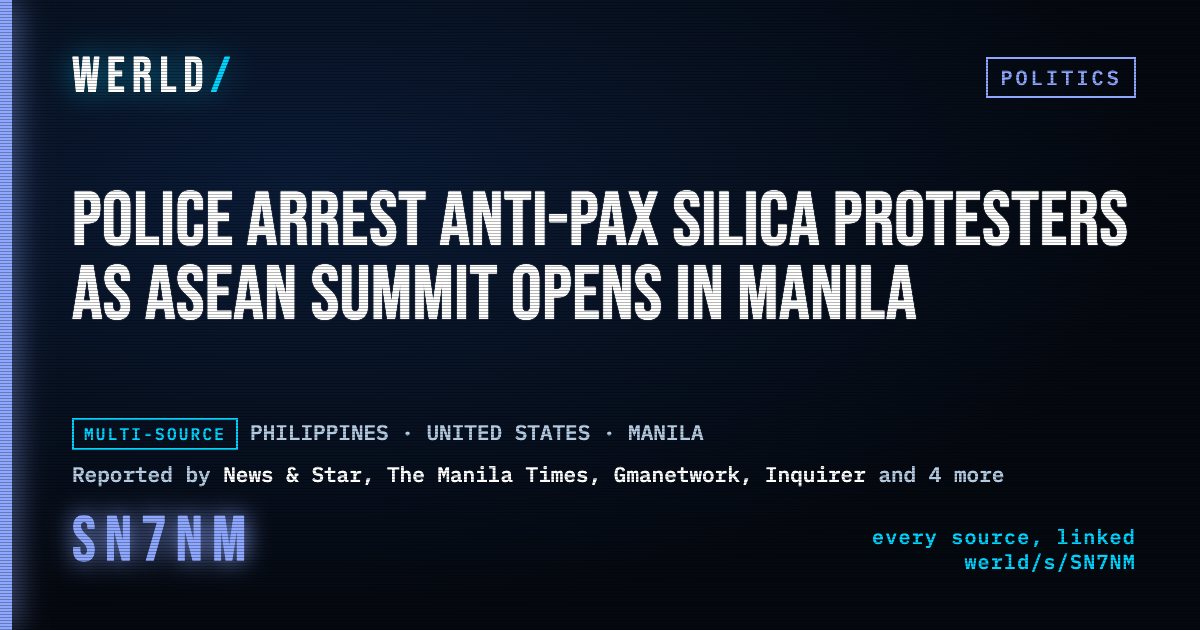 WERLD/
POLITICS
POLICE ARREST ANTI-PAX SILICA PROTESTERS
AS ASEAN SUMMIT OPENS IN MANILA
MULTI-SOURCE PHILIPPINES · UNITED STATES · MANILA
Reported by News & Star, The Manila Times, Gmanetwork, Inquirer and 4 more
SN7NM
every source, linked
werld/s/SN7NM